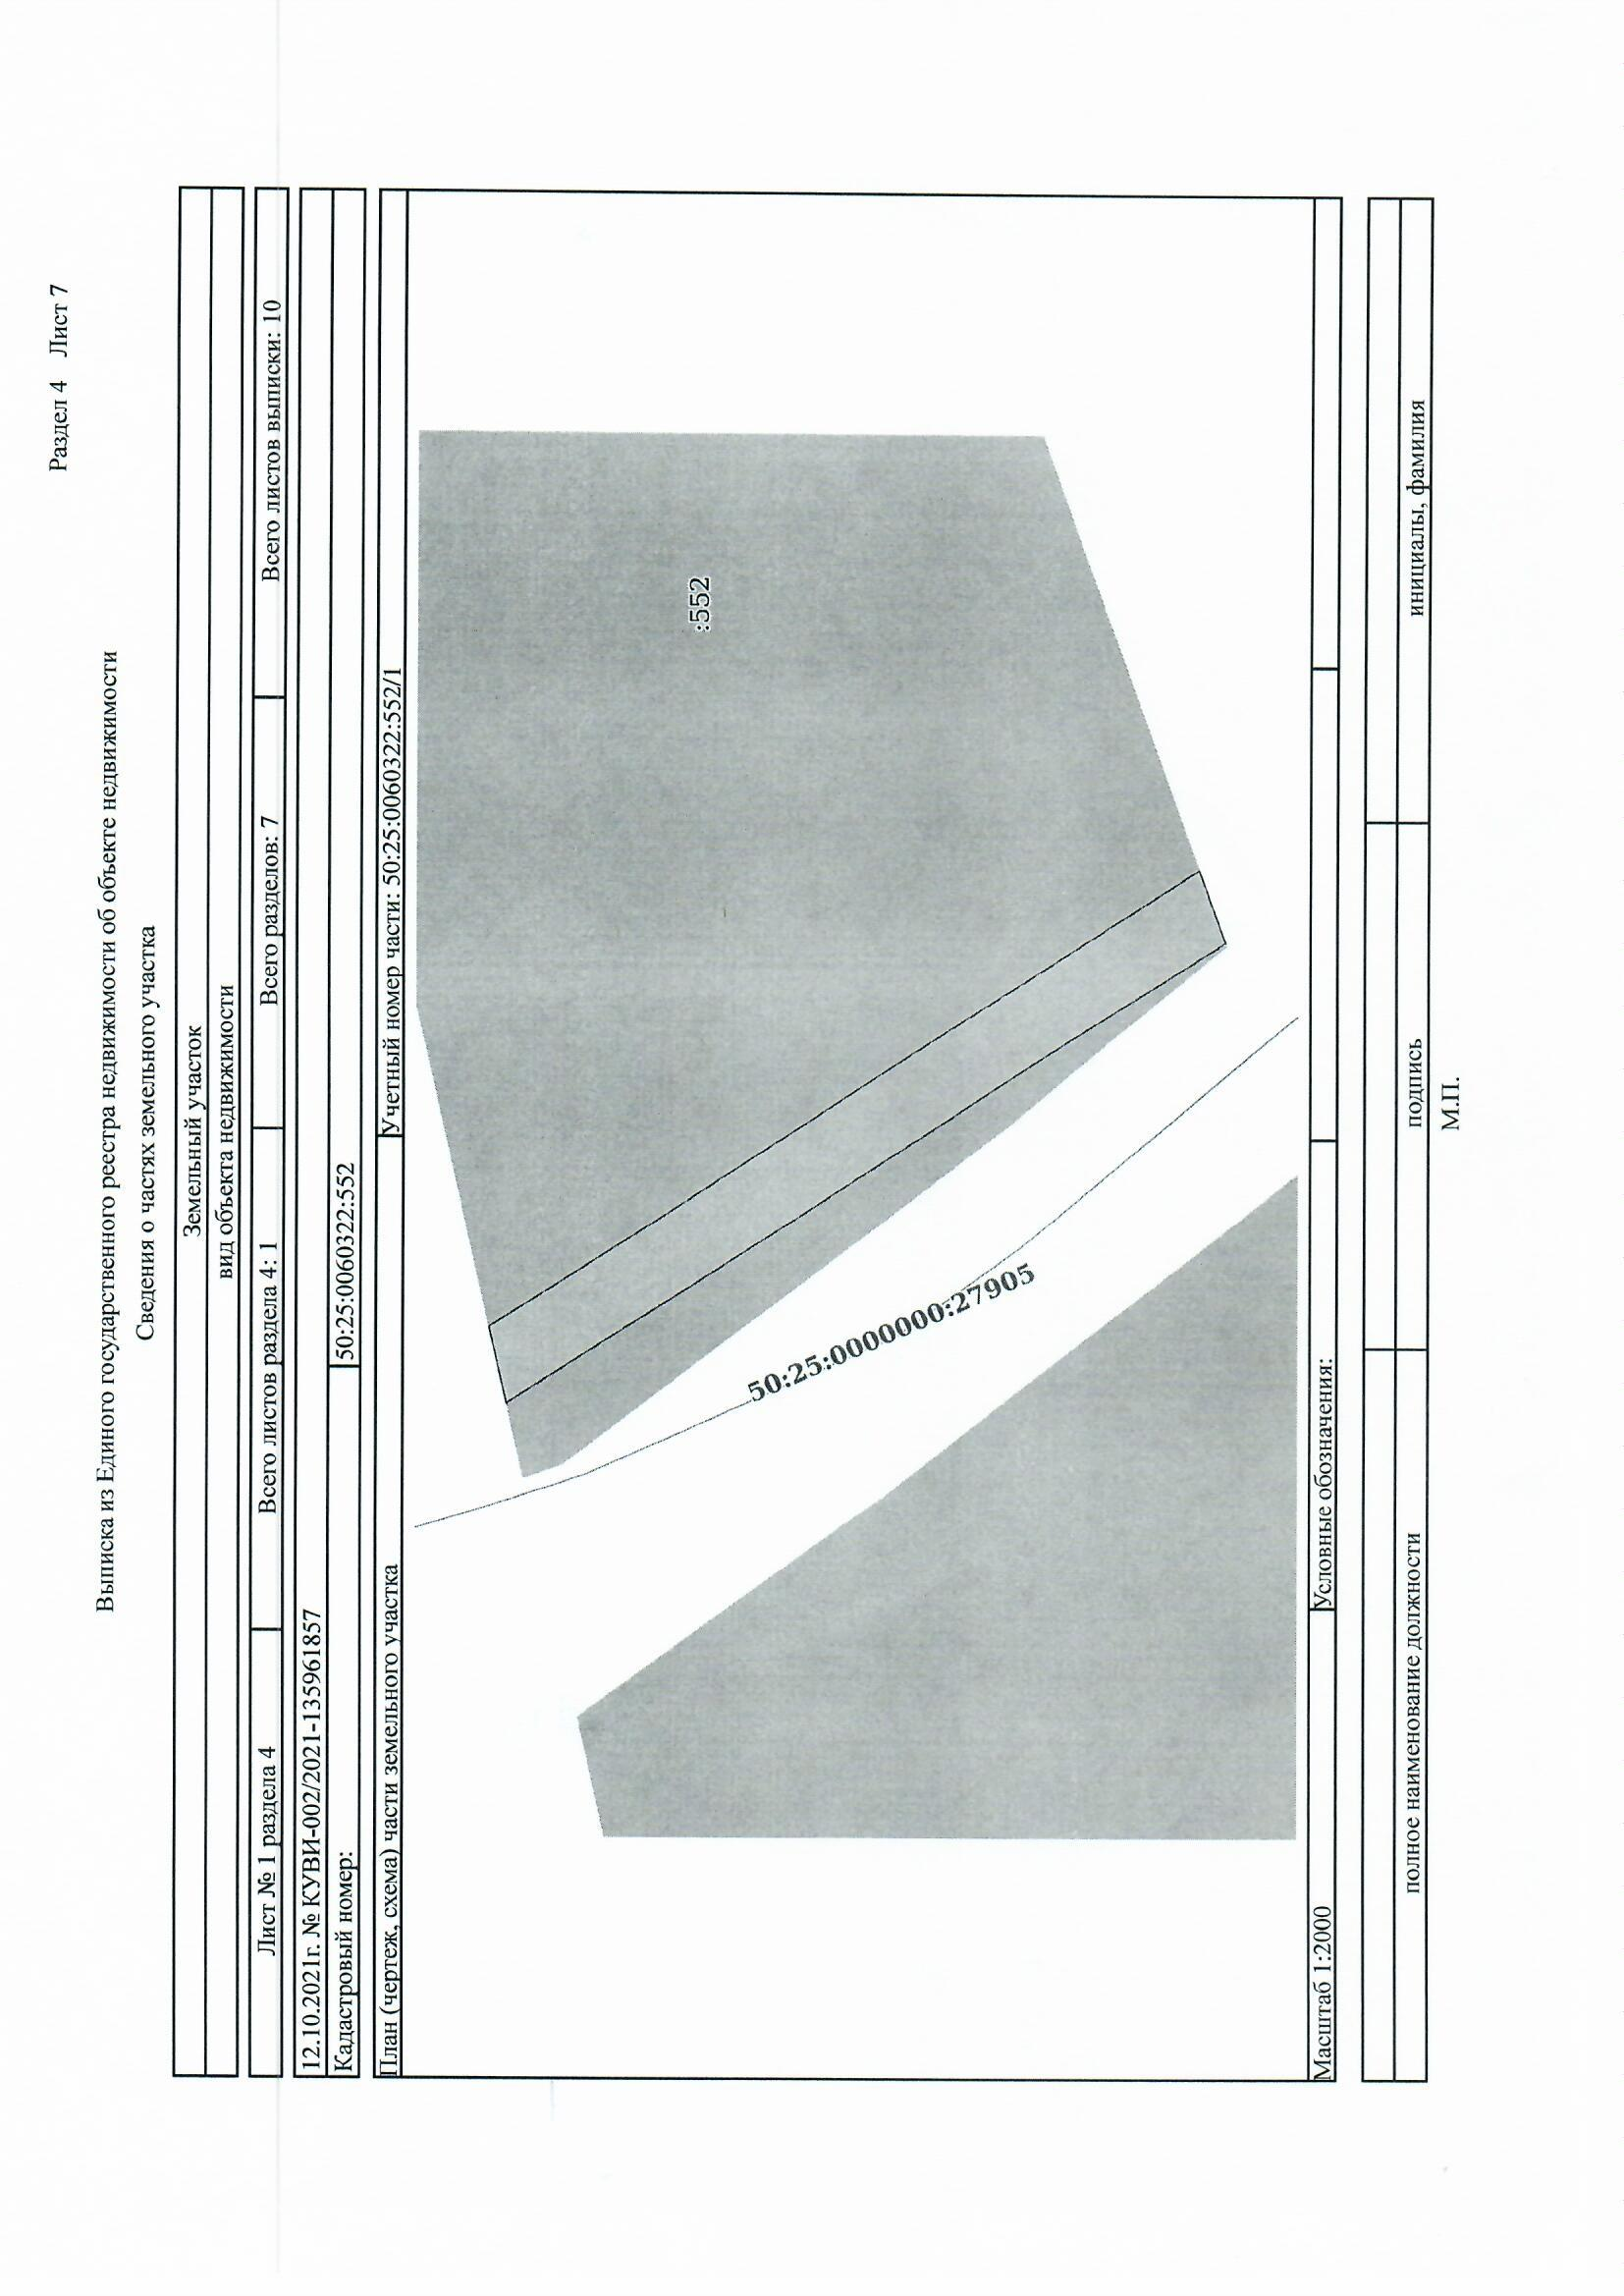 Раздел 4 Лист 7
Выписка из Единого государственного реестра недвижимости об объекте недвижимости
Сведения о частях земельного участка
Земельный участок
вид объекта недвижимости
Лист № 1 раздела 4 Всего листов раздела 4: 1 Всего разделов: 7 Всего листов выписки: 10
12.10.2021г. № КУВИ-002/2021-135961857
Кадастровый номер: 50:25:0060322:552
План (чертеж, схема) части земельного участка Учетный номер части: 50:25:0060322:552/1
:552
50:25:0000000:27905
Масштаб 1:2000 Условные обозначения:
полное наименование должности подпись инициалы, фамилия
М.П.